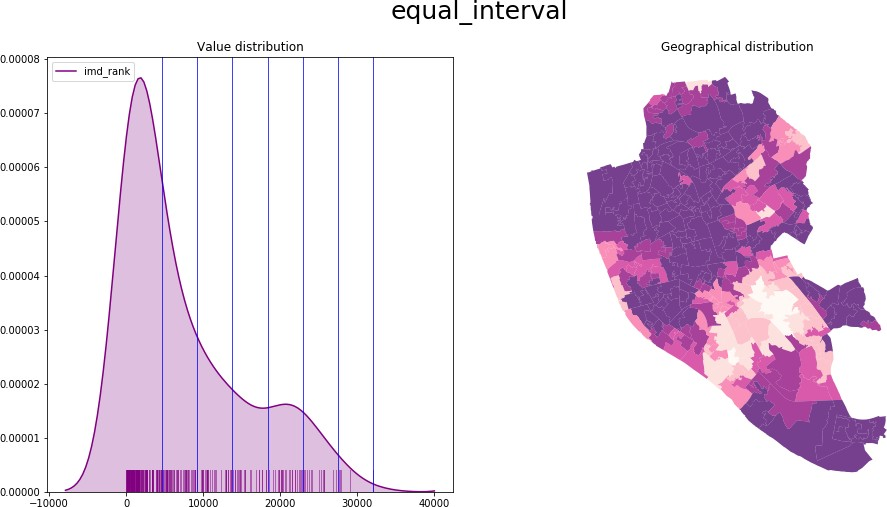 equal_interval
Value distribution
Geographical distribution
imd_rank
0.00008
0.00007
0.00006
0.00005
0.00004
0.00003
0.00002
0.00001
0.00000
−10000 0 10000 20000 30000 40000